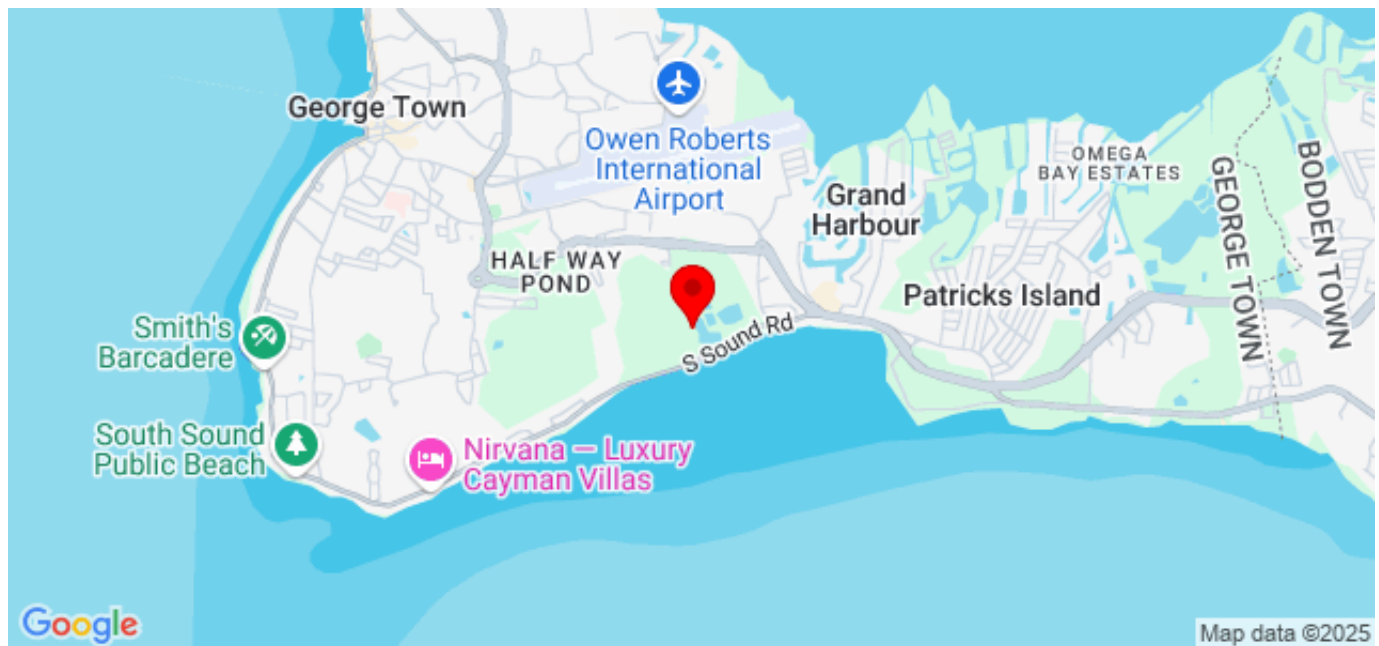 George Town
Owen Roberts
International
Airport
OMEGA
BAY ESTATES
Grand
Harbour
GEORGE TOWN
BODDEN TOWN
HALF WAY
POND
Patricks Island
Smith's
Barcadere
S Sound Rd
South Sound
Public Beach
Nirvana — Luxury
Cayman Villas
Google
Map data ©2025